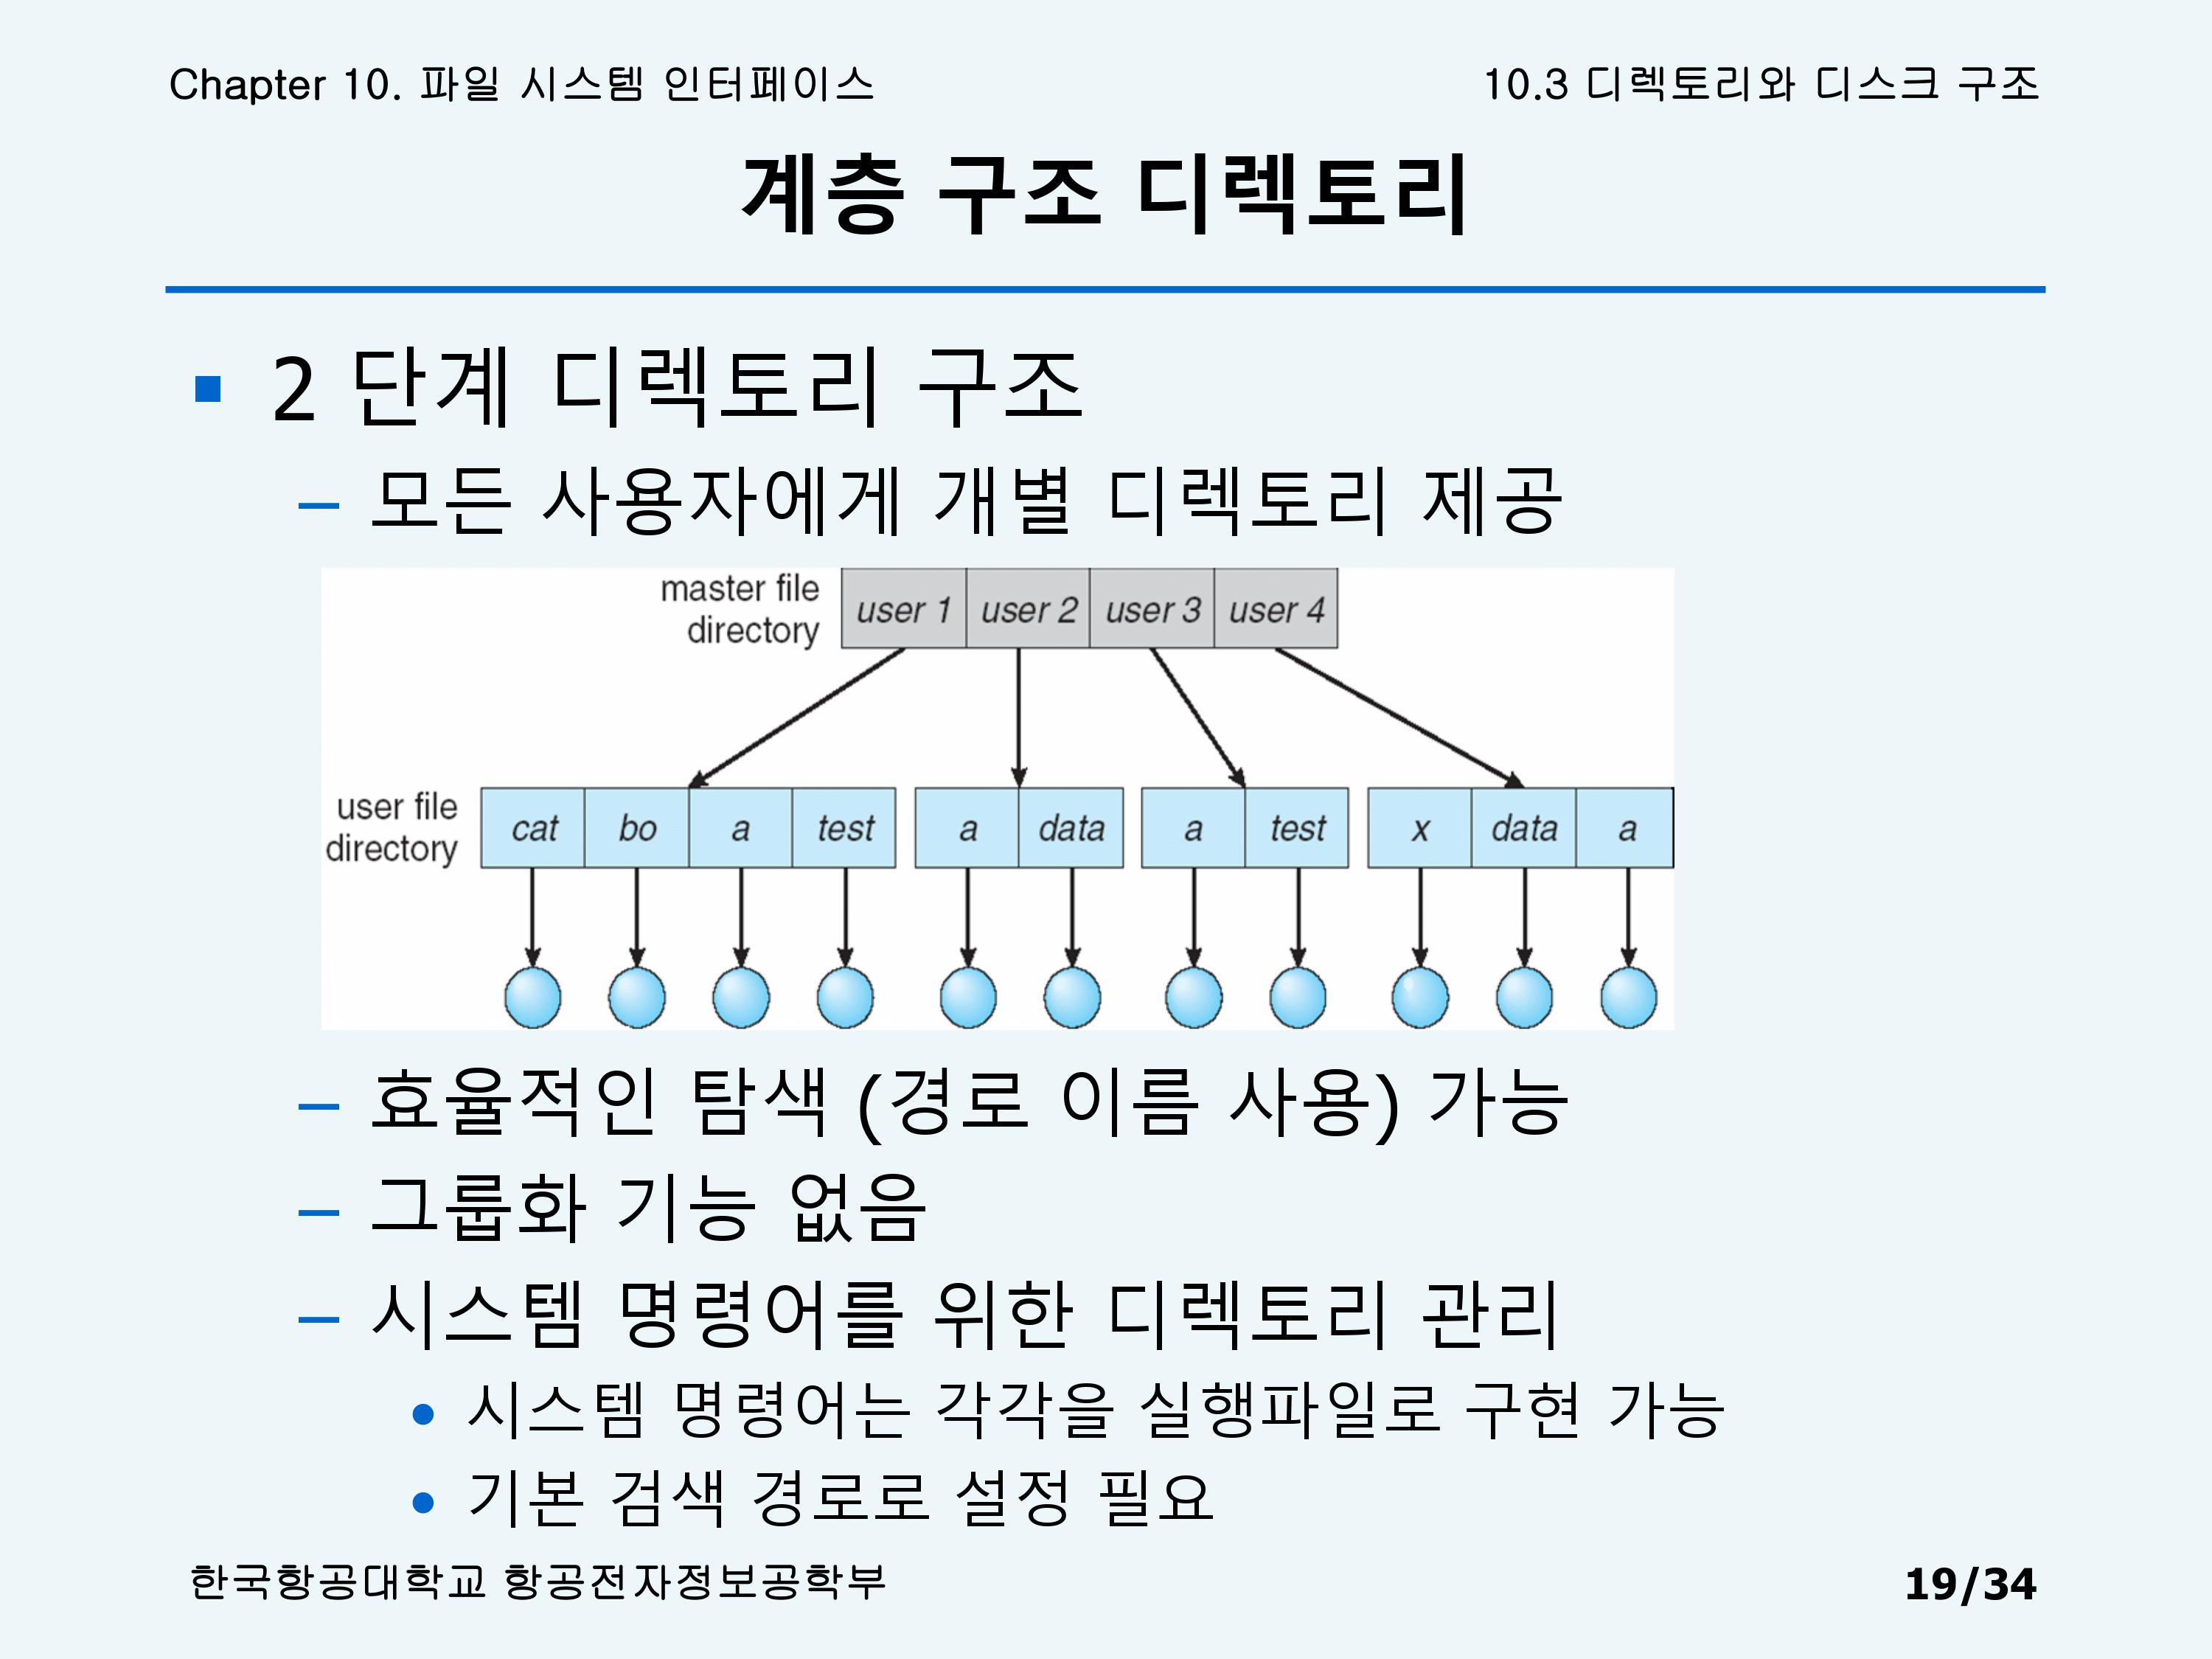 Chapter 10. 파일 시스템 인터페이스
10.3 디렉토리와 디스크 구조
계층 구조 디렉토리
▪ 2 단계 디렉토리 구조
– 모든 사용자에게 개별 디렉토리 제공
master file
directory
user 1 user 2 user 3 user 4
user file
directory
cat bo a test a data a test x data a
– 효율적인 탐색 (경로 이름 사용) 가능
– 그룹화 기능 없음
– 시스템 명령어를 위한 디렉토리 관리
• 시스템 명령어는 각각을 실행파일로 구현 가능
• 기본 검색 경로로 설정 필요
한국항공대학교 항공전자정보공학부
19/34